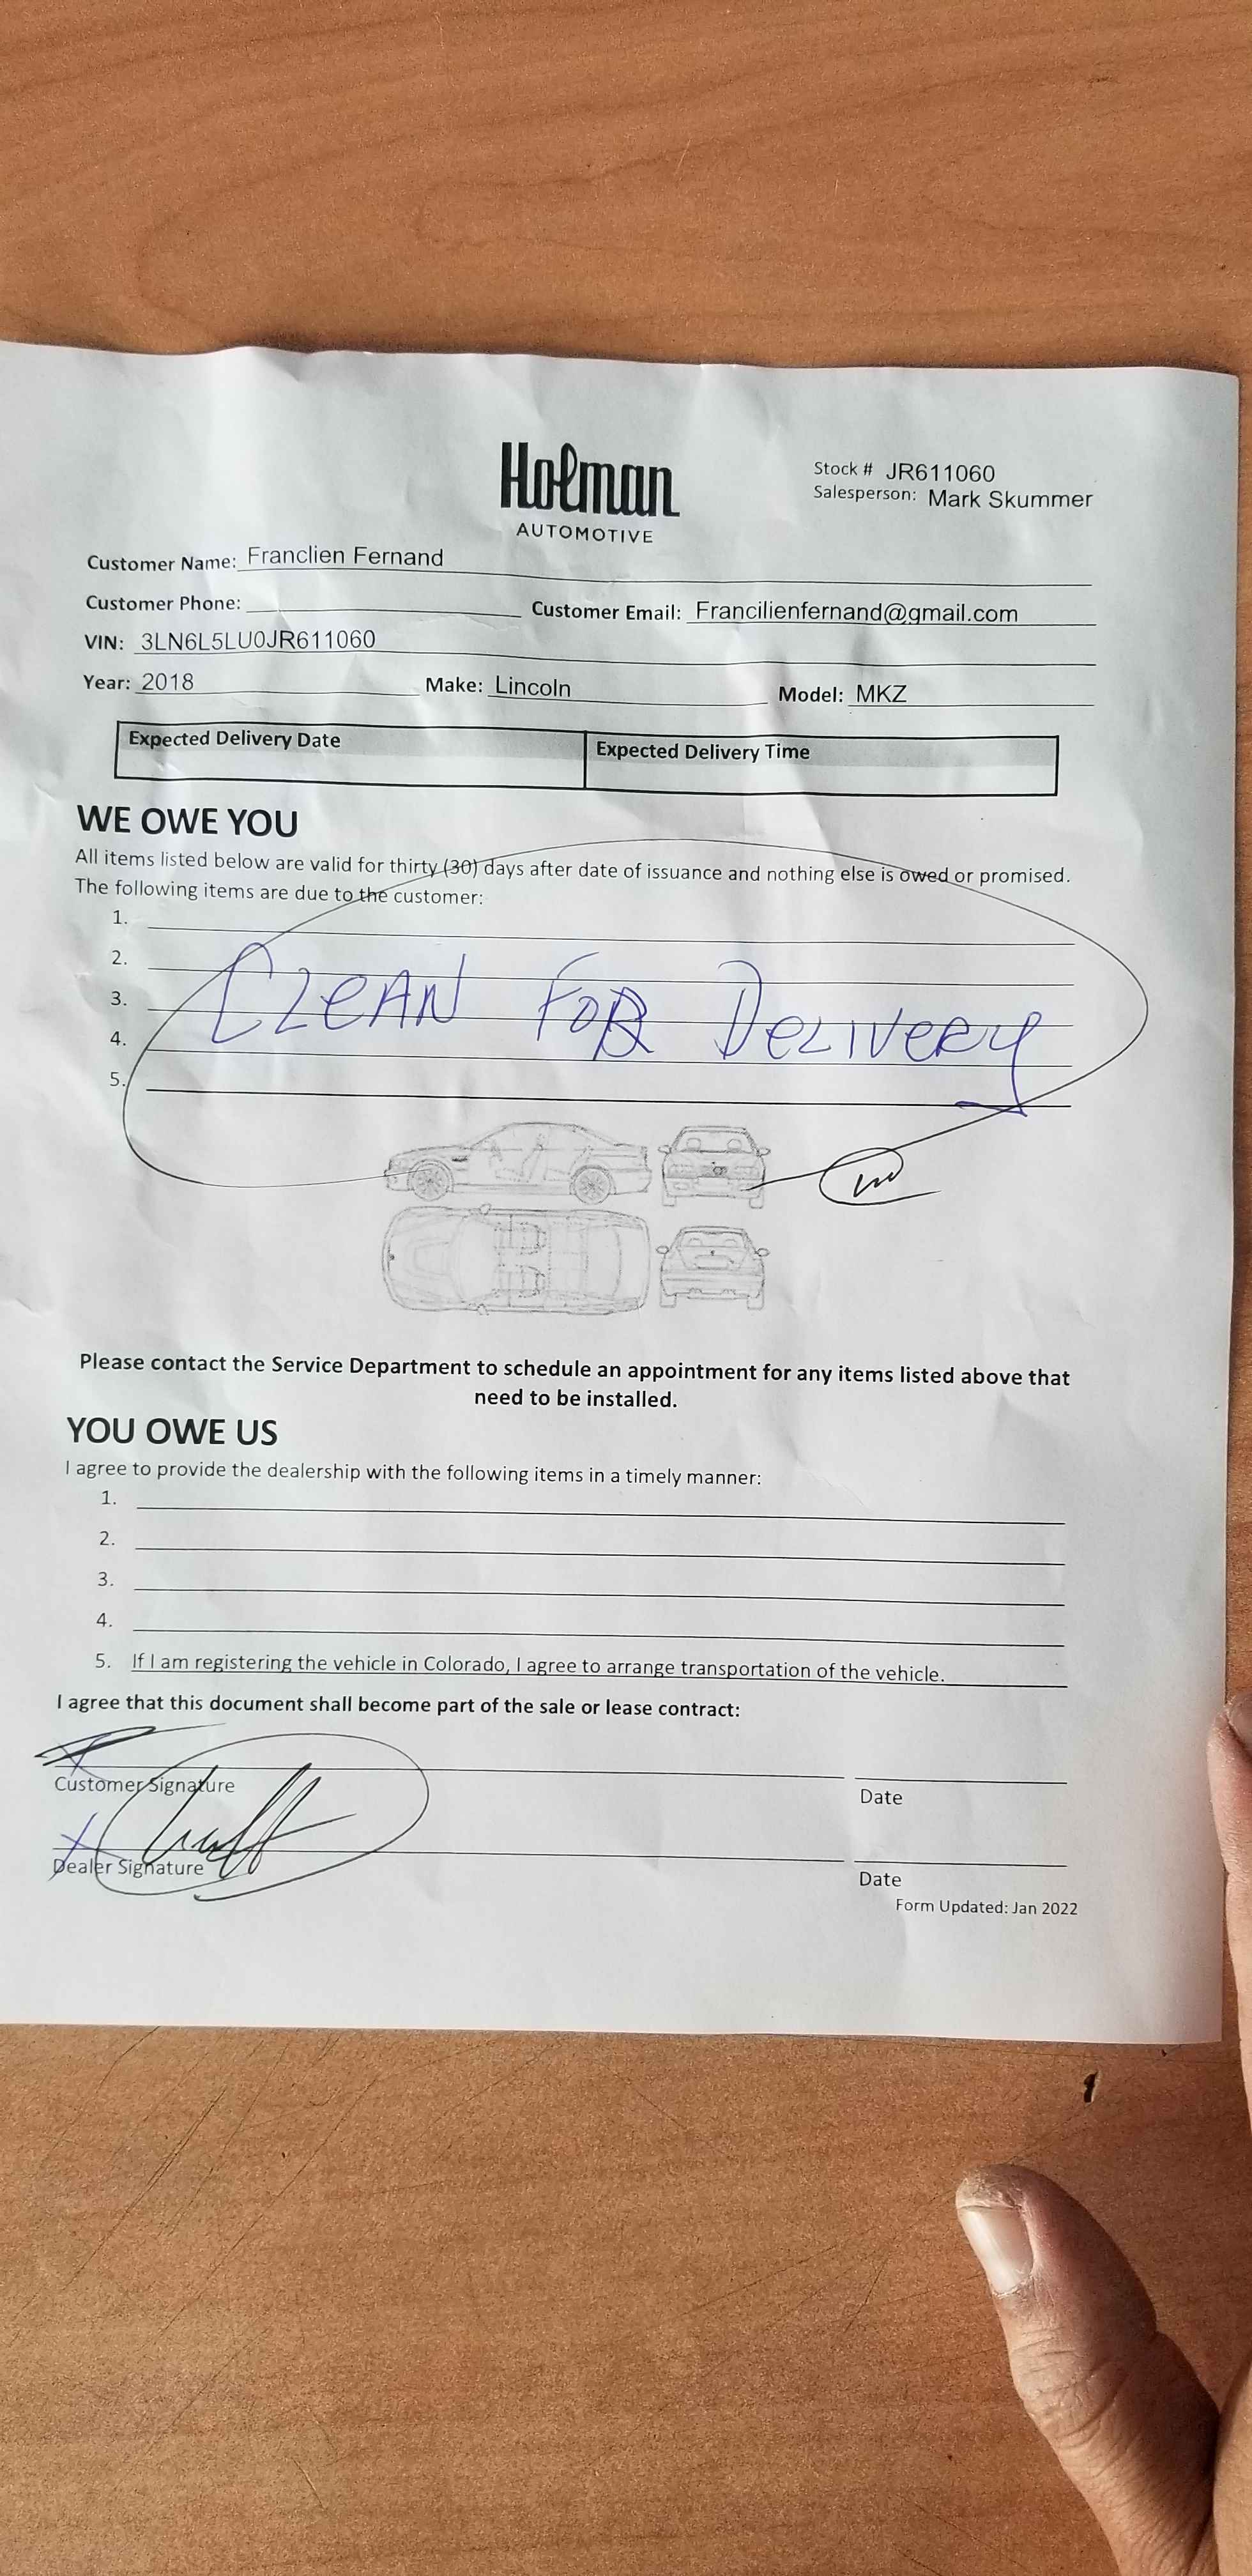 Holman
AUTOMOTIVE
Stock # JR611060
Salesperson: Mark Skummer
Customer Name: Franclien Fernand
Customer Phone:
Customer Email: Francilienfernand@gmail.com
VIN: 3LN6L5LU0JR611060
Year: 2018 Make: Lincoln Model: MKZ
Expected Delivery Date Expected Delivery Time
WE OWE YOU
All items listed below are valid for thirty (30) days after date of issuance and nothing else is owed or promised.
The following items are due to the customer:
1.
2.
3.
4.
5.
CLEAN FOR DELIVERY
Please contact the Service Department to schedule an appointment for any items listed above that
need to be installed.
YOU OWE US
I agree to provide the dealership with the following items in a timely manner:
1.
2.
3.
4.
5. If I am registering the vehicle in Colorado, I agree to arrange transportation of the vehicle.
I agree that this document shall become part of the sale or lease contract:
Customer Signature Date
Dealer Signature Date
Form Updated: Jan 2022